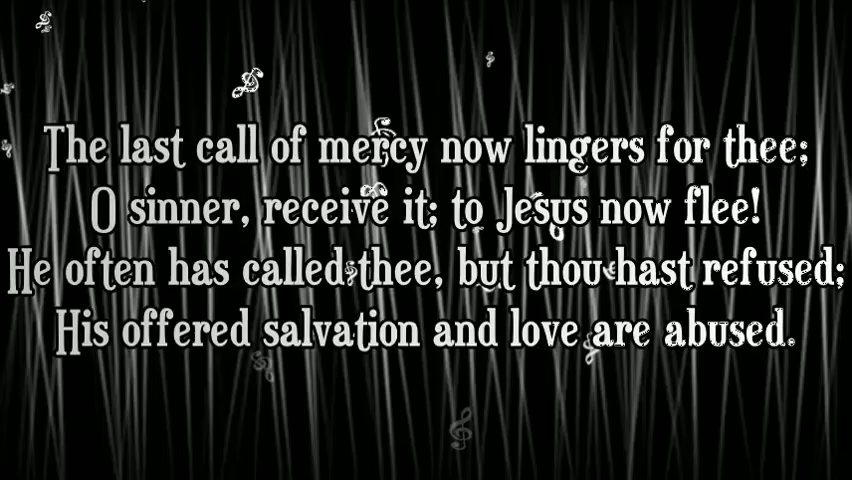 The last call of mercy now lingers for thee;
O sinner, receive it; to Jesus now flee!
He often has called thee, but thou hast refused;
His offered salvation and love are abused.